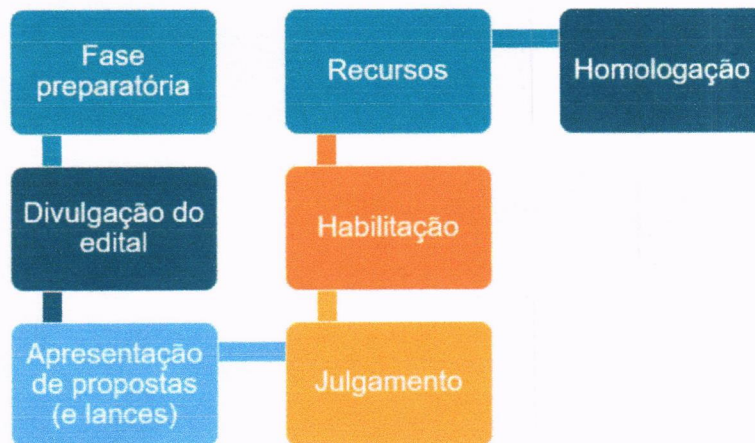 Fase
preparatória
Divulgação do
edital
Apresentação
de propostas
(e lances)
Julgamento
Habilitação
Recursos
Homologação